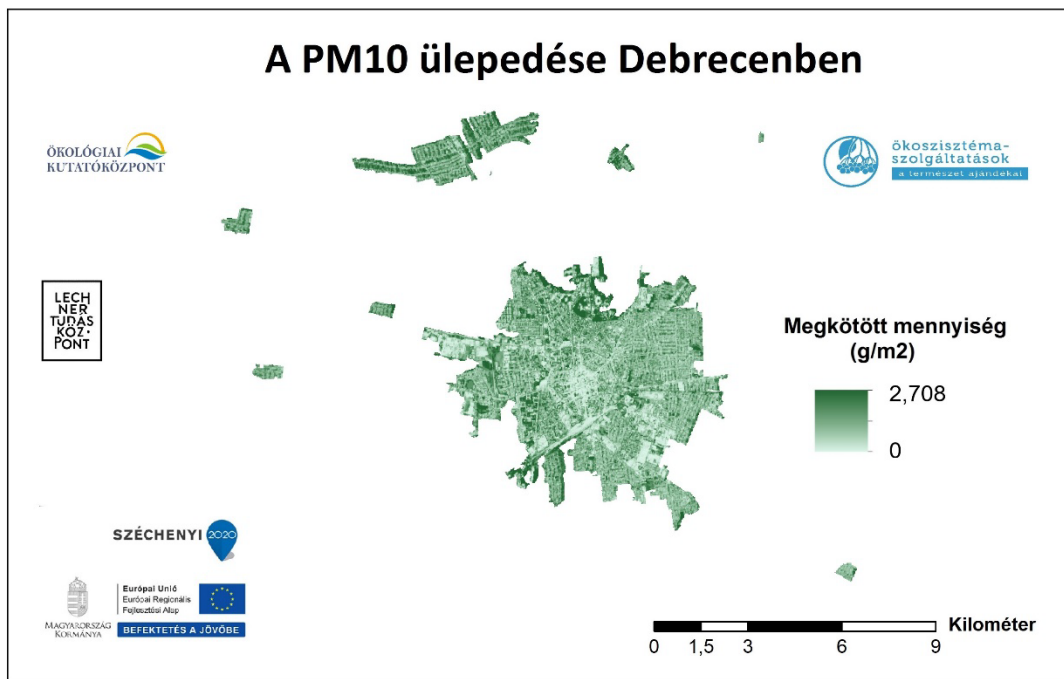 A PM10 ülepedése Debrecenben
ÖKOLÓGIAI
KUTATÓKÖZPONT
ökoszisztéma-
szolgáltatások
a természet ajándékai
LECH
NER
TUDÁS
KÖZ·
PONT
Megkötött mennyiség
(g/m2)
2,708
0
SZÉCHENYI 2020
MAGYARORSZÁG
KORMÁNYA
Európai Unió
Európai Regionális
Fejlesztési Alap
BEFEKTETÉS A JÖVŐBE
Kilométer
0 1,5 3 6 9